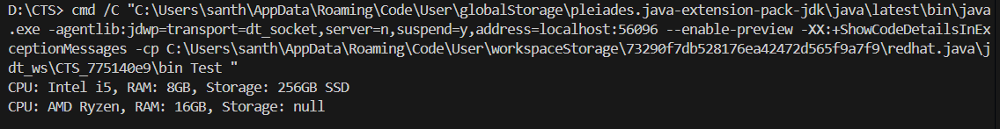 D:\CTS> cmd /C "C:\Users\santh\AppData\Roaming\Code\User\globalStorage\pleiades.java-extension-pack-jdk\java\latest\bin\java
.exe -agentlib:jdwp=transport=dt_socket,server=n,suspend=y,address=localhost:56096 --enable-preview -XX:+ShowCodeDetailsInEx
ceptionMessages -cp C:\Users\santh\AppData\Roaming\Code\User\workspaceStorage\73290f7db528176ea42472d565f9a7f9\redhat.java\j
dt_ws\CTS_775140e9\bin Test "
CPU: Intel i5, RAM: 8GB, Storage: 256GB SSD
CPU: AMD Ryzen, RAM: 16GB, Storage: null